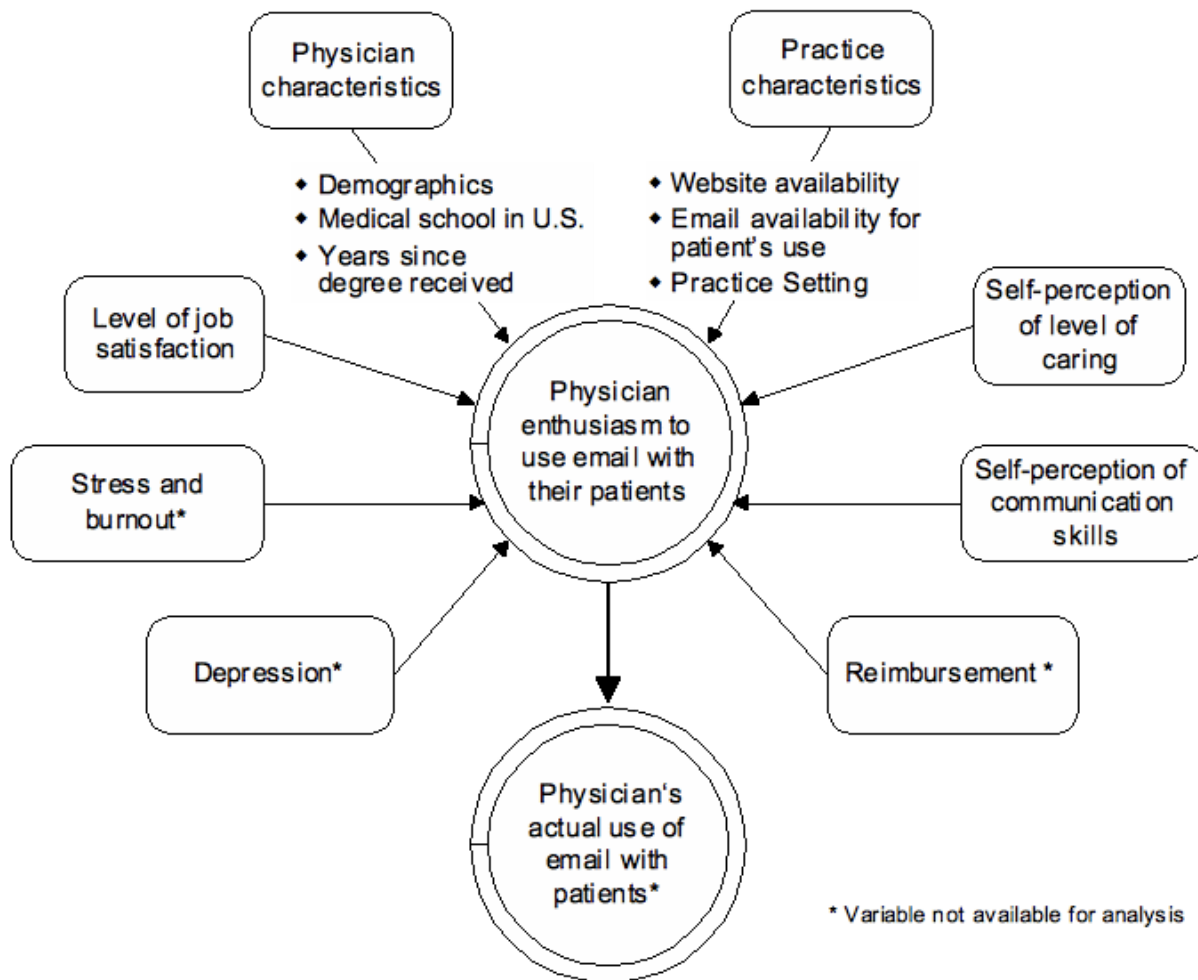 Physician
characteristics
Practice
characteristics
◆ Demographics
◆ Medical school in U.S.
◆ Years since
degree received
◆ Website availability
◆ Email availability for
patient's use
◆ Practice Setting
Level of job
satisfaction
Self-perception
of level of
caring
Physician
enthusiasm to
use email with
their patients
Stress and
burnout*
Self-perception of
communication
skills
Depression*
Reimbursement *
Physician's
actual use of
email with
patients*
* Variable not available for analysis